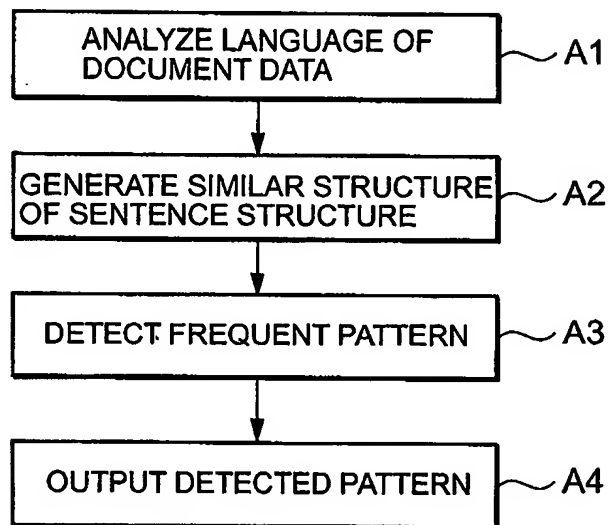 ANALYZE LANGUAGE OF
DOCUMENT DATA
A1
GENERATE SIMILAR STRUCTURE
OF SENTENCE STRUCTURE
A2
DETECT FREQUENT PATTERN
A3
OUTPUT DETECTED PATTERN
A4